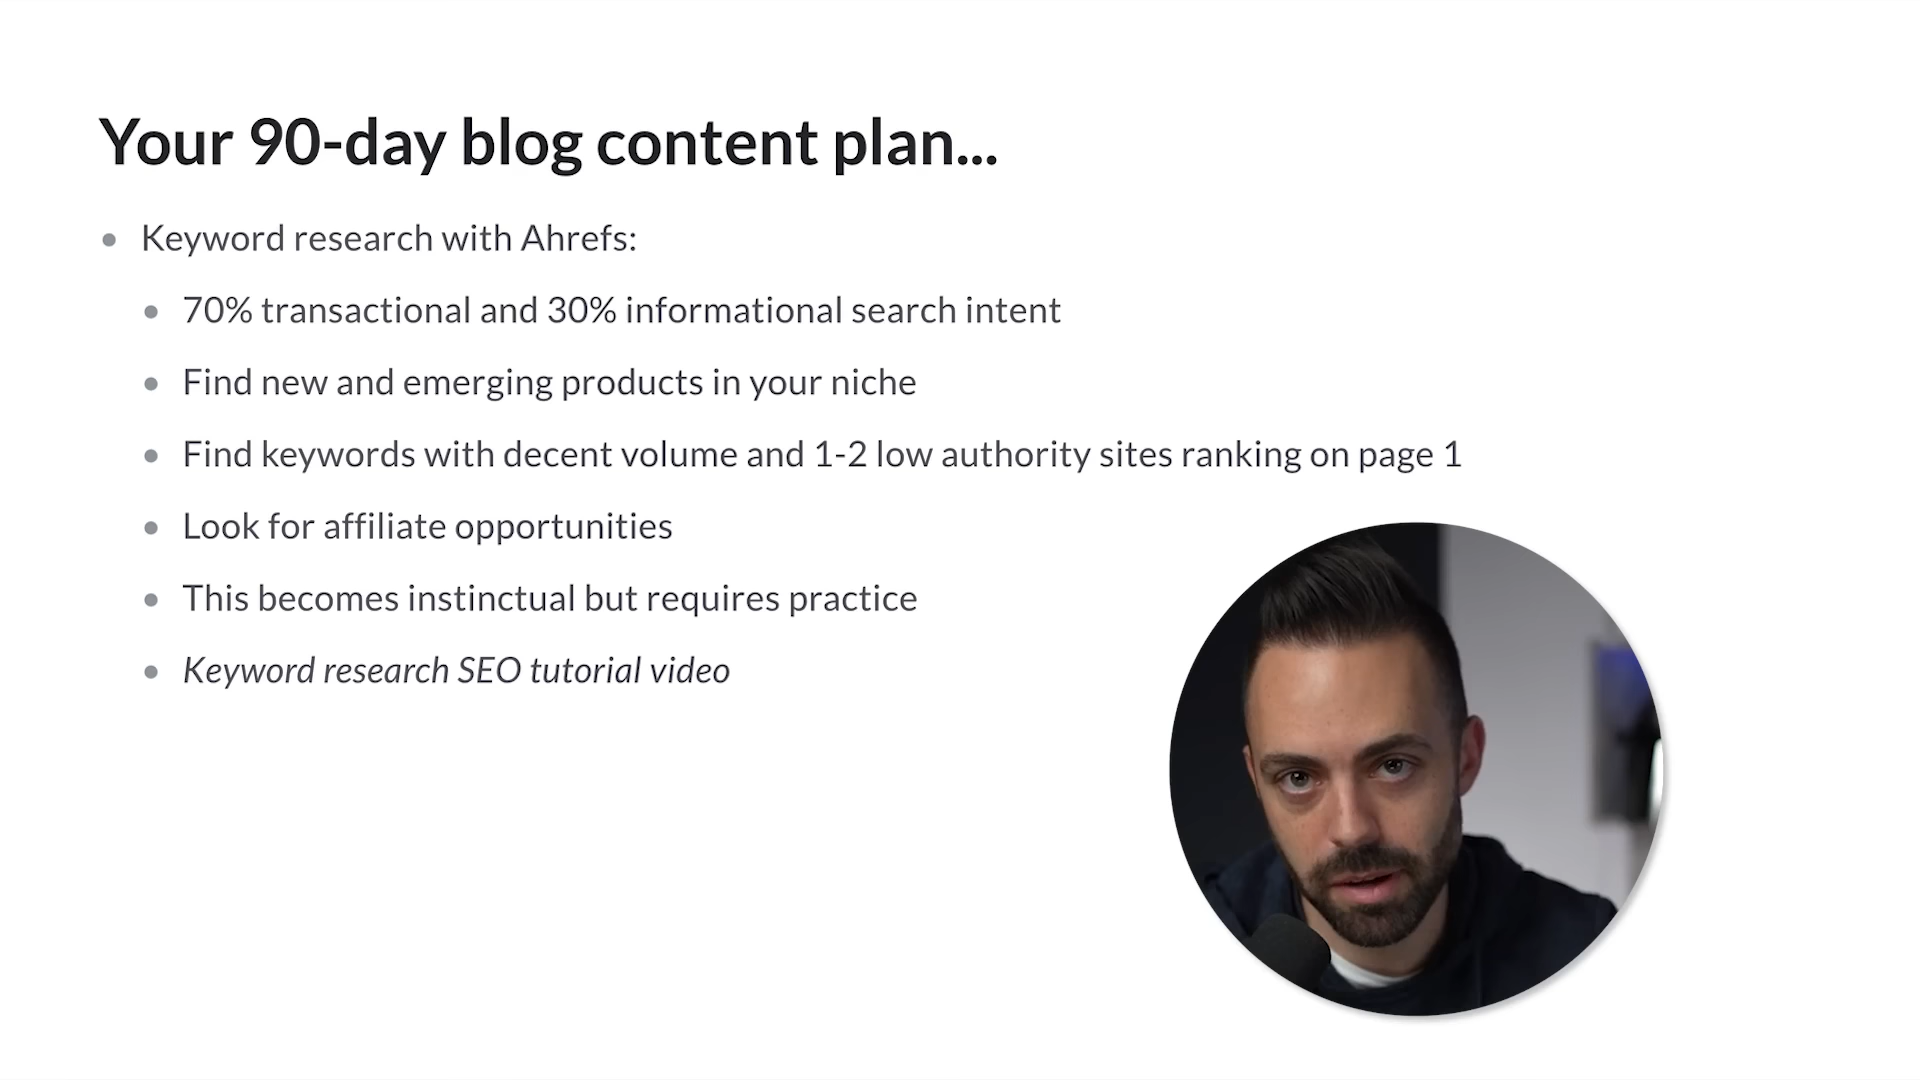 Your 90-day blog content plan...
Keyword research with Ahrefs:
70% transactional and 30% informational search intent
Find new and emerging products in your niche
Find keywords with decent volume and 1-2 low authority sites ranking on page 1
Look for affiliate opportunities
This becomes instinctual but requires practice
Keyword research SEO tutorial video